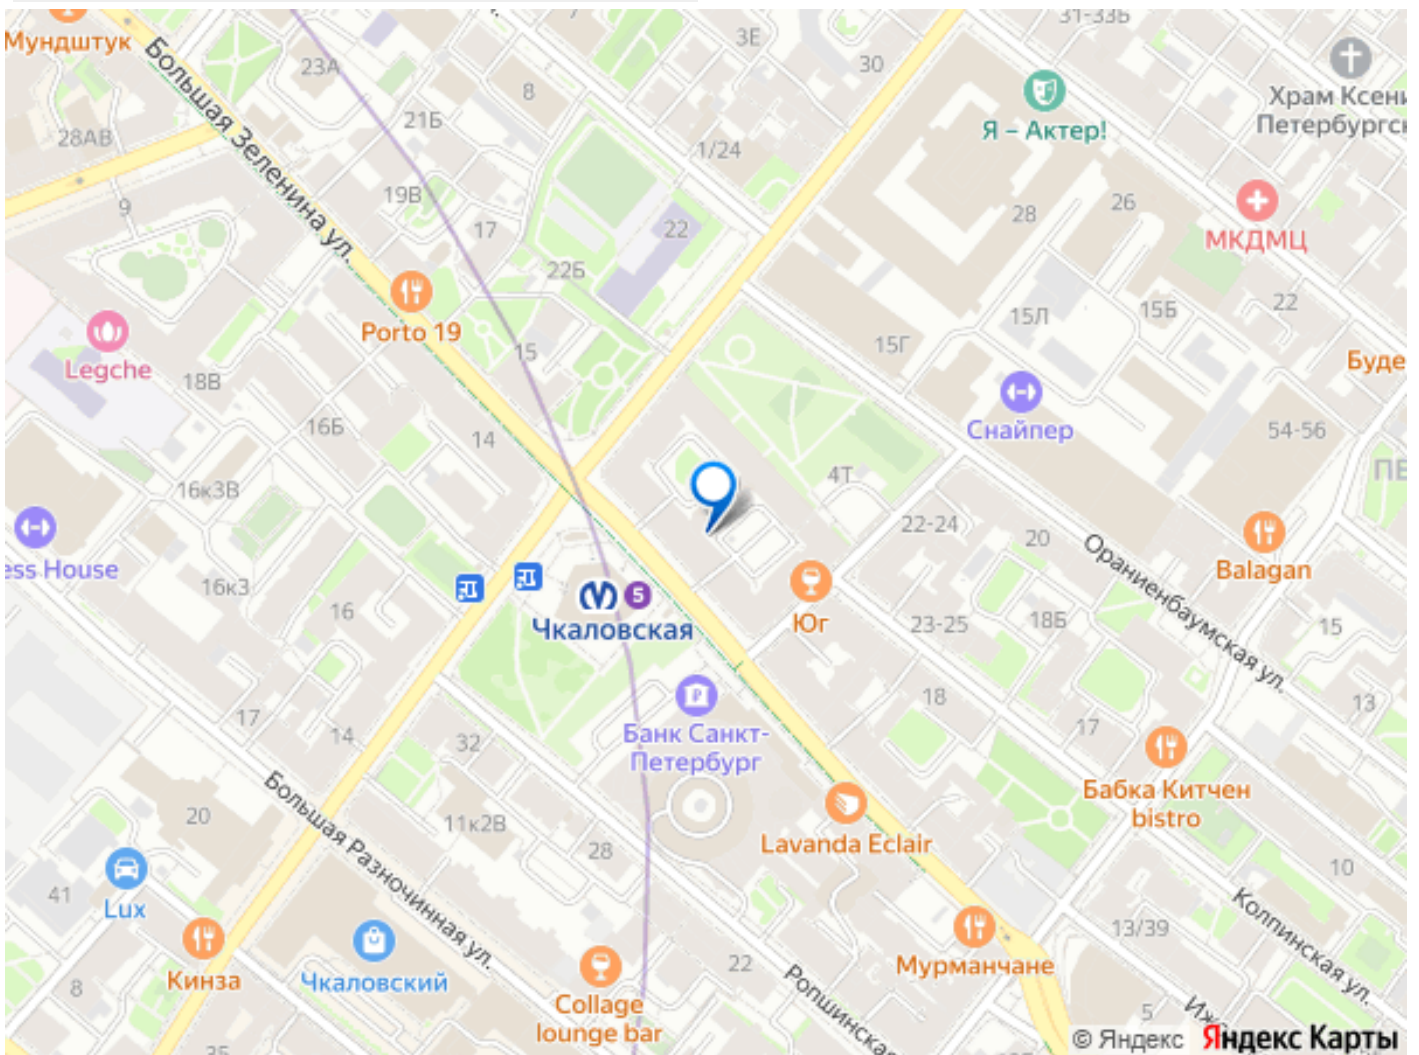 31-33Б
Мундштук
3Е
30
23А
8
Храм Ксени
Петербургск
Большая Зеленина ул.
21Б
28АВ
Я – Актер!
1/24
19В
26
9
28
17
22
МКДМЦ
22Б
22
15Б
15Л
Porto 19
15Г
15
Буде
Legche
18В
16Б
14
Снайпер
54-56
ПЕ
4Т
16к3В
22-24
20
ess House
Balagan
16к3
5
16
Чкаловская
Юг
23-25
18Б
15
Ораниенбаумская ул.
18
13
17
17
Банк Санкт-
Петербург
14
32
Бабка Китчен
bistro
Большая Разночинная ул.
20
11к2В
Lavanda Eclair
28
10
41
Lux
13/39
Колпинская ул.
Кинза
Чкаловский
22
Мурманчане
8
Collage
lounge bar
Ропшинская
5
Иж
35
© Яндекс Яндекс Карты